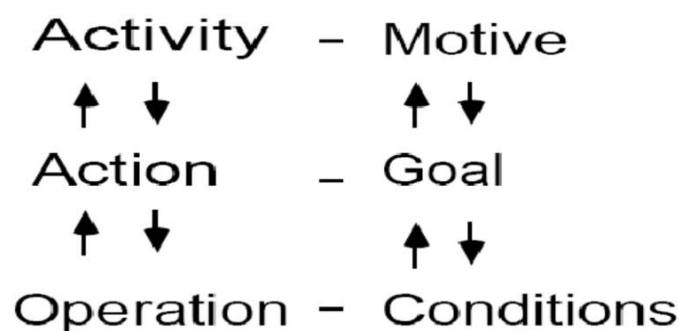 Activity – Motive
Action – Goal
Operation – Conditions